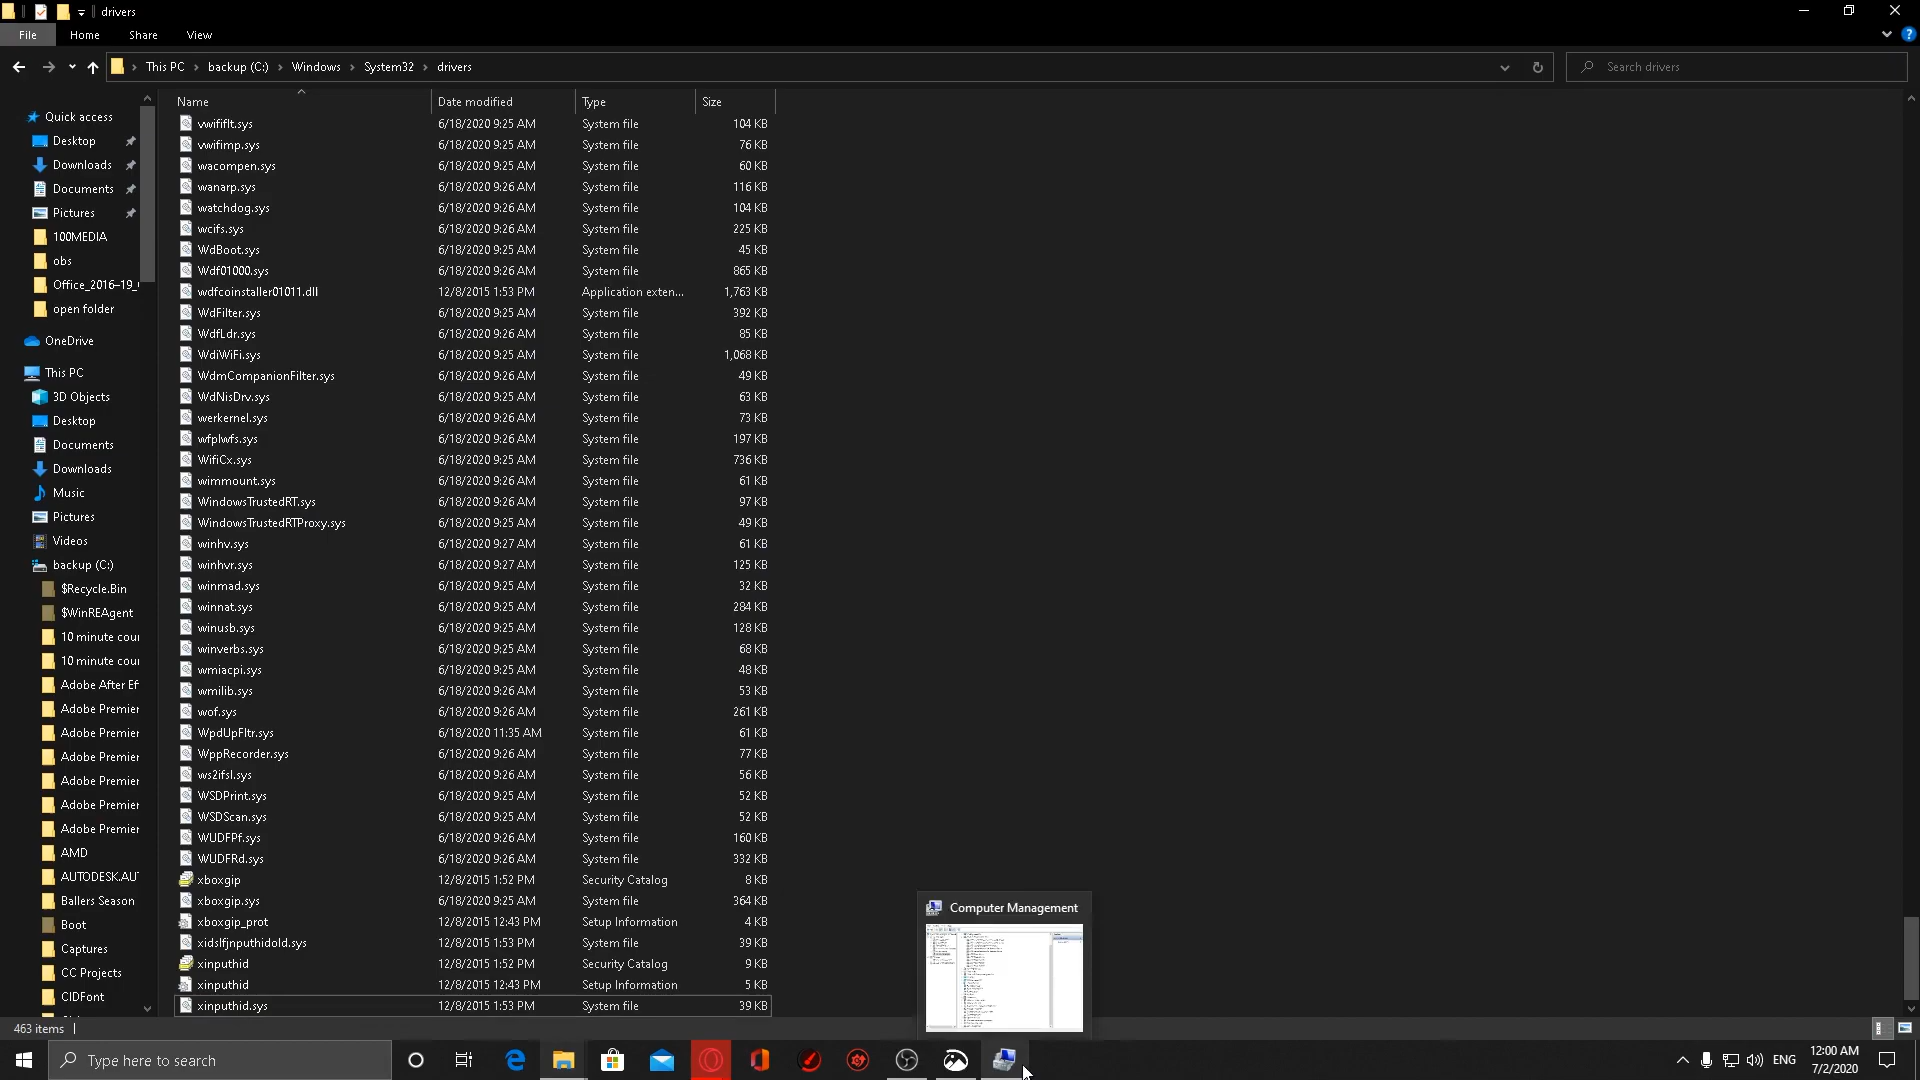 drivers
File Home Share View
This PC backup (C:) Windows System32 drivers
Search drivers
Quick access
Desktop
Downloads
Documents
Pictures
100MEDIA
obs
Office_2016–19_
open folder
OneDrive
This PC
3D Objects
Desktop
Documents
Downloads
Music
Pictures
Videos
backup (C:)
$Recycle.Bin
$WinREAgent
10 minute cour
10 minute cour
Adobe After Ef
Adobe Premier
Adobe Premier
Adobe Premier
Adobe Premier
Adobe Premier
Adobe Premier
AMD
AUTODESK.AUT
Ballers Season
Boot
Captures
CC Projects
CIDFont
Name Date modified Type Size
vwififlt.sys 6/18/2020 9:25 AM System file 104 KB
vwifimp.sys 6/18/2020 9:25 AM System file 76 KB
wacompen.sys 6/18/2020 9:25 AM System file 60 KB
wanarp.sys 6/18/2020 9:26 AM System file 116 KB
watchdog.sys 6/18/2020 9:26 AM System file 104 KB
wcifs.sys 6/18/2020 9:26 AM System file 225 KB
WdBoot.sys 6/18/2020 9:25 AM System file 45 KB
Wdf01000.sys 6/18/2020 9:26 AM System file 865 KB
wdfcoinstaller01011.dll 12/8/2015 1:53 PM Application exten... 1,763 KB
WdFilter.sys 6/18/2020 9:25 AM System file 392 KB
WdfLdr.sys 6/18/2020 9:26 AM System file 85 KB
WdiWiFi.sys 6/18/2020 9:25 AM System file 1,068 KB
WdmCompanionFilter.sys 6/18/2020 9:26 AM System file 49 KB
WdNisDrv.sys 6/18/2020 9:25 AM System file 63 KB
werkernel.sys 6/18/2020 9:26 AM System file 73 KB
wfplwfs.sys 6/18/2020 9:26 AM System file 197 KB
WifiCx.sys 6/18/2020 9:25 AM System file 736 KB
wimmount.sys 6/18/2020 9:26 AM System file 61 KB
WindowsTrustedRT.sys 6/18/2020 9:26 AM System file 97 KB
WindowsTrustedRTProxy.sys 6/18/2020 9:25 AM System file 49 KB
winhv.sys 6/18/2020 9:27 AM System file 61 KB
winhvr.sys 6/18/2020 9:27 AM System file 125 KB
winmad.sys 6/18/2020 9:25 AM System file 32 KB
winnat.sys 6/18/2020 9:25 AM System file 284 KB
winusb.sys 6/18/2020 9:25 AM System file 128 KB
winverbs.sys 6/18/2020 9:25 AM System file 68 KB
wmiacpi.sys 6/18/2020 9:25 AM System file 48 KB
wmilib.sys 6/18/2020 9:26 AM System file 53 KB
wof.sys 6/18/2020 9:26 AM System file 261 KB
WpdUpFltr.sys 6/18/2020 11:35 AM System file 61 KB
WppRecorder.sys 6/18/2020 9:26 AM System file 77 KB
ws2ifsl.sys 6/18/2020 9:26 AM System file 56 KB
WSDPrint.sys 6/18/2020 9:25 AM System file 52 KB
WSDScan.sys 6/18/2020 9:25 AM System file 52 KB
WUDFPf.sys 6/18/2020 9:26 AM System file 160 KB
WUDFRd.sys 6/18/2020 9:26 AM System file 332 KB
xboxgip 12/8/2015 1:52 PM Security Catalog 8 KB
xboxgip.sys 6/18/2020 9:25 AM System file 364 KB
xboxgip_prot 12/8/2015 12:43 PM Setup Information 4 KB
xidslfjnputhidold.sys 12/8/2015 1:53 PM System file 39 KB
xinputhid 12/8/2015 1:52 PM Security Catalog 9 KB
xinputhid 12/8/2015 12:43 PM Setup Information 5 KB
xinputhid.sys 12/8/2015 1:53 PM System file 39 KB
Computer Management
463 items
Type here to search
ENG
12:00 AM
7/2/2020